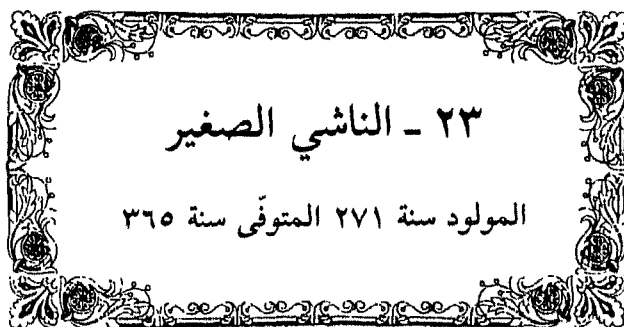 ٢٣ ـ الناشي الصغير
المولود سنة ٢٧١ المتوفّى سنة ٣٦٥